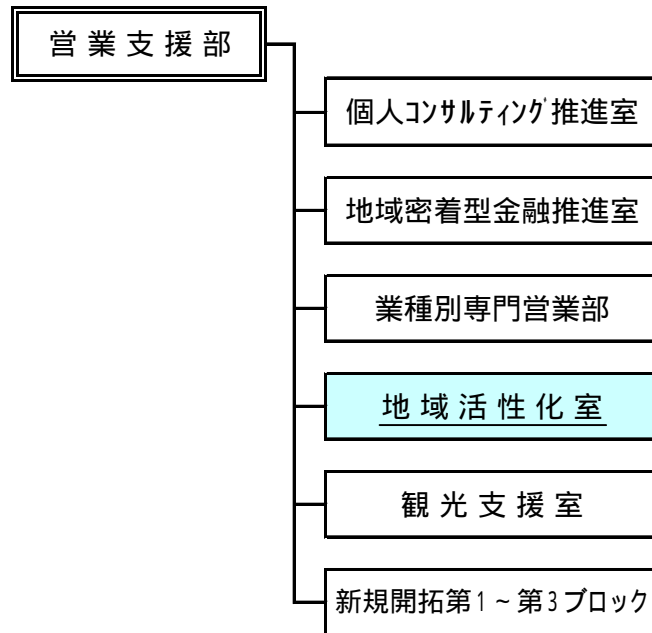 営業支援部
個人コンサルティング推進室
地域密着型金融推進室
業種別専門営業部
地域活性化室
観光支援室
新規開拓第1~第3ブロック